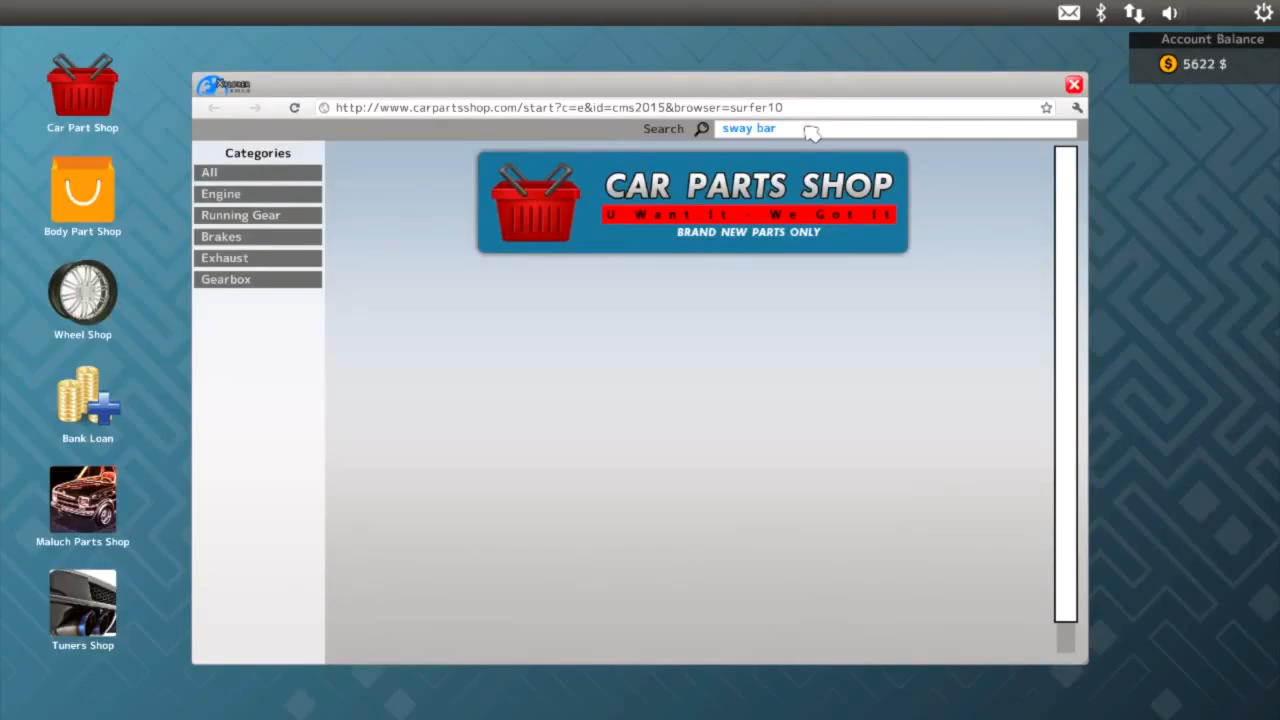 Account Balance
5622 $
Car Part Shop
Body Part Shop
Wheel Shop
Bank Loan
Maluch Parts Shop
Tuners Shop
http://www.carpartsshop.com/start?c=e&id=cms2015&browser=surfer10
Search
sway bar
Categories
All
Engine
Running Gear
Brakes
Exhaust
Gearbox
CAR PARTS SHOP
U Want It - We Got It
BRAND NEW PARTS ONLY